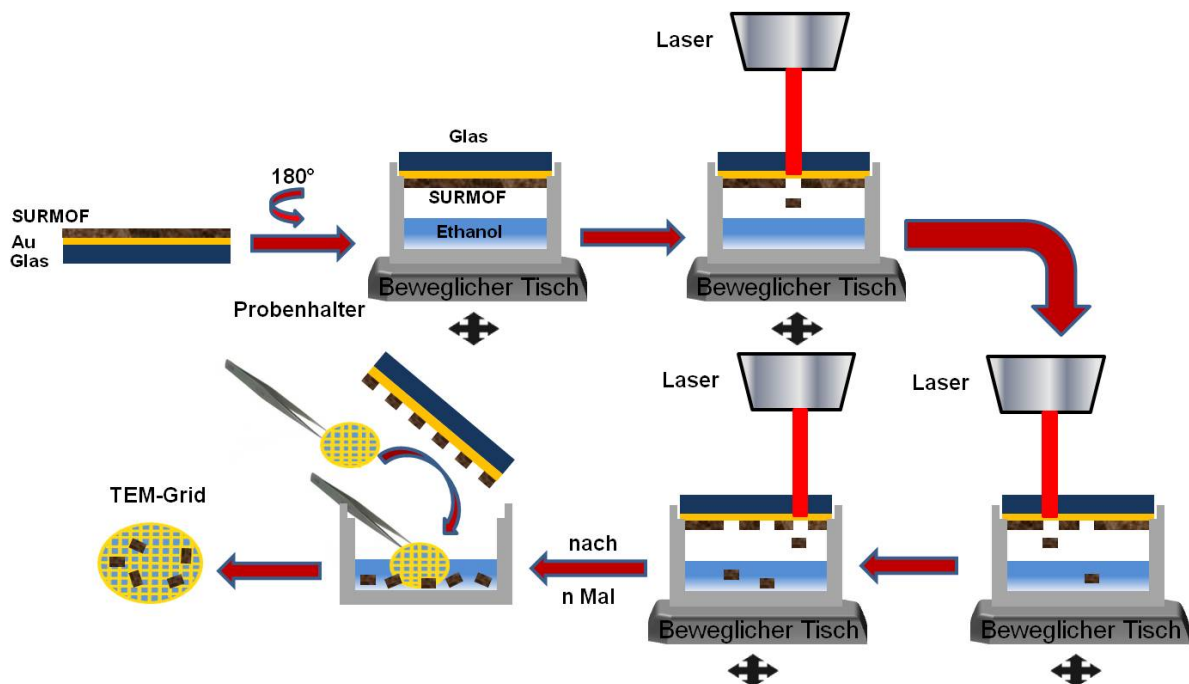 Laser
Glas
180°
SURMOF
Au
Glas
SURMOF
Ethanol
Beweglicher Tisch
Beweglicher Tisch
Probenhalter
Laser
Laser
TEM-Grid
nach
n Mal
Beweglicher Tisch
Beweglicher Tisch